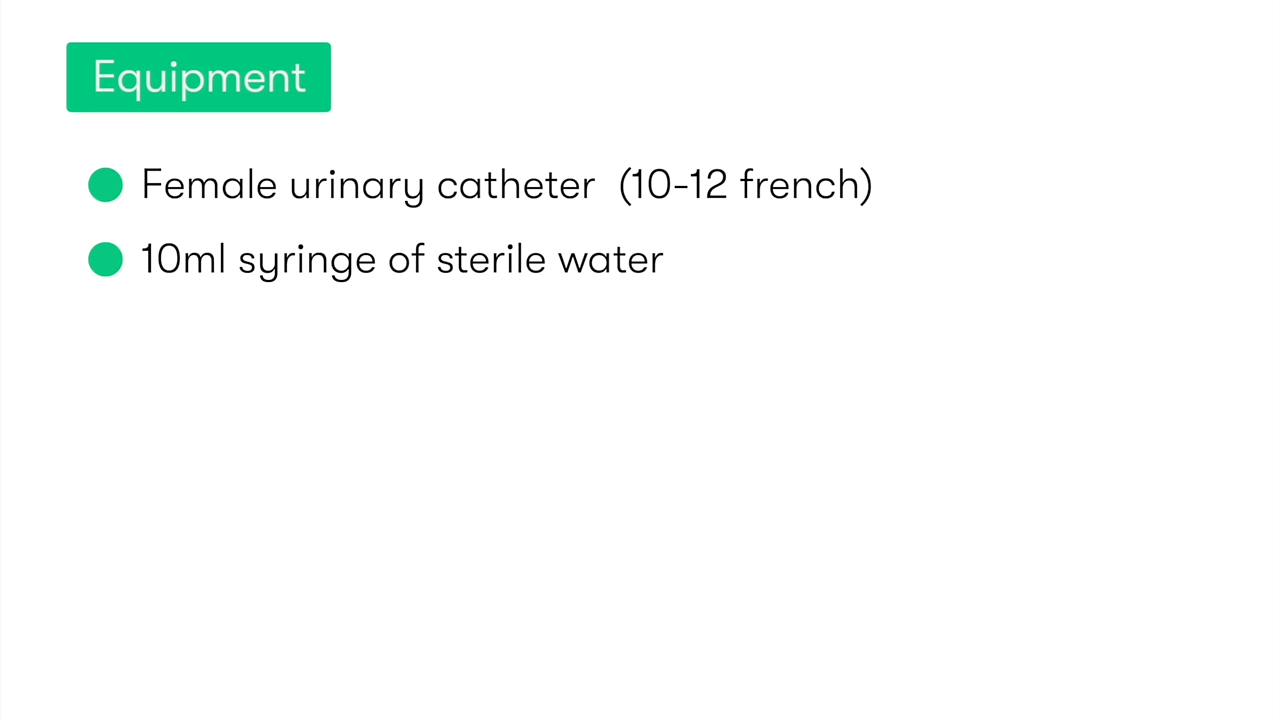 Equipment
Female urinary catheter (10-12 french)
10ml syringe of sterile water